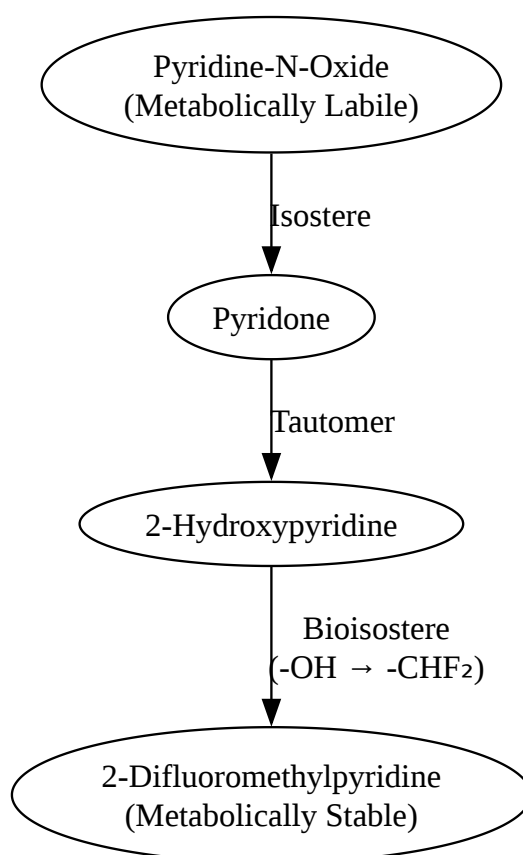 Pyridine-N-Oxide
(Metabolically Labile)
Isostere
Pyridone
Tautomer
2-Hydroxypyridine
Bioisostere
(-OH → -CHF₂)
2-Difluoromethylpyridine
(Metabolically Stable)